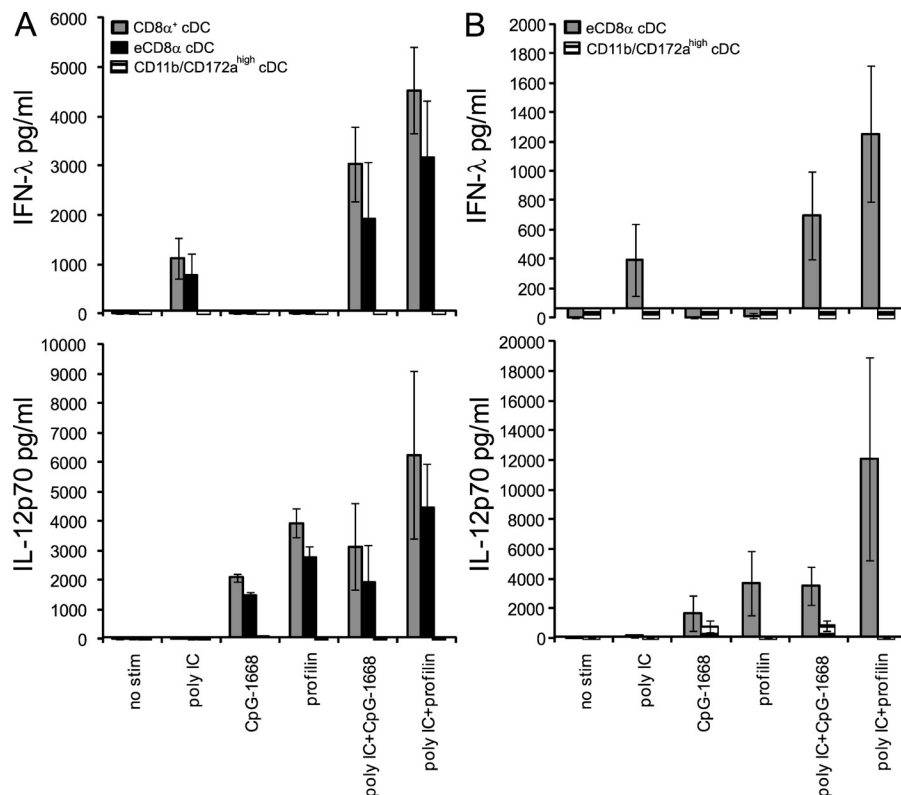 A
CD8α⁺ cDC
eCD8α cDC
CD11b/CD172a^high cDC
IFN-λ pg/ml
6000
5000
4000
3000
2000
1000
0
IL-12p70 pg/ml
10000
9000
8000
7000
6000
5000
4000
3000
2000
1000
0
no stim
poly IC
CpG-1668
profilin
poly IC+CpG-1668
poly IC+profilin
B
eCD8α cDC
CD11b/CD172a^high cDC
IFN-λ pg/ml
2000
1800
1600
1400
1200
1000
800
600
400
200
0
IL-12p70 pg/ml
20000
18000
16000
14000
12000
10000
8000
6000
4000
2000
0
no stim
poly IC
CpG-1668
profilin
poly IC+CpG-1668
poly IC+profilin